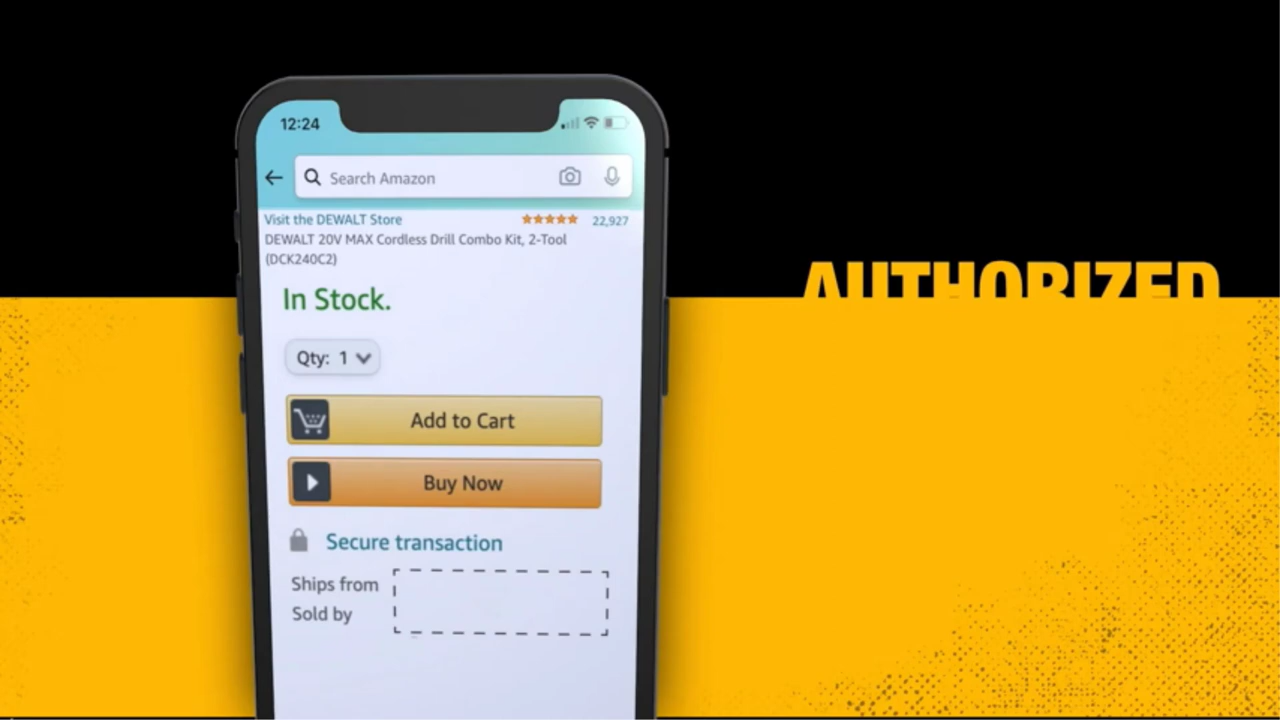 12:24
Search Amazon
Visit the DEWALT Store 22,927
DEWALT 20V MAX Cordless Drill Combo Kit, 2-Tool
(DCK240C2)
In Stock.
Qty: 1
Add to Cart
Buy Now
Secure transaction
Ships from
Sold by
AUTHORIZED